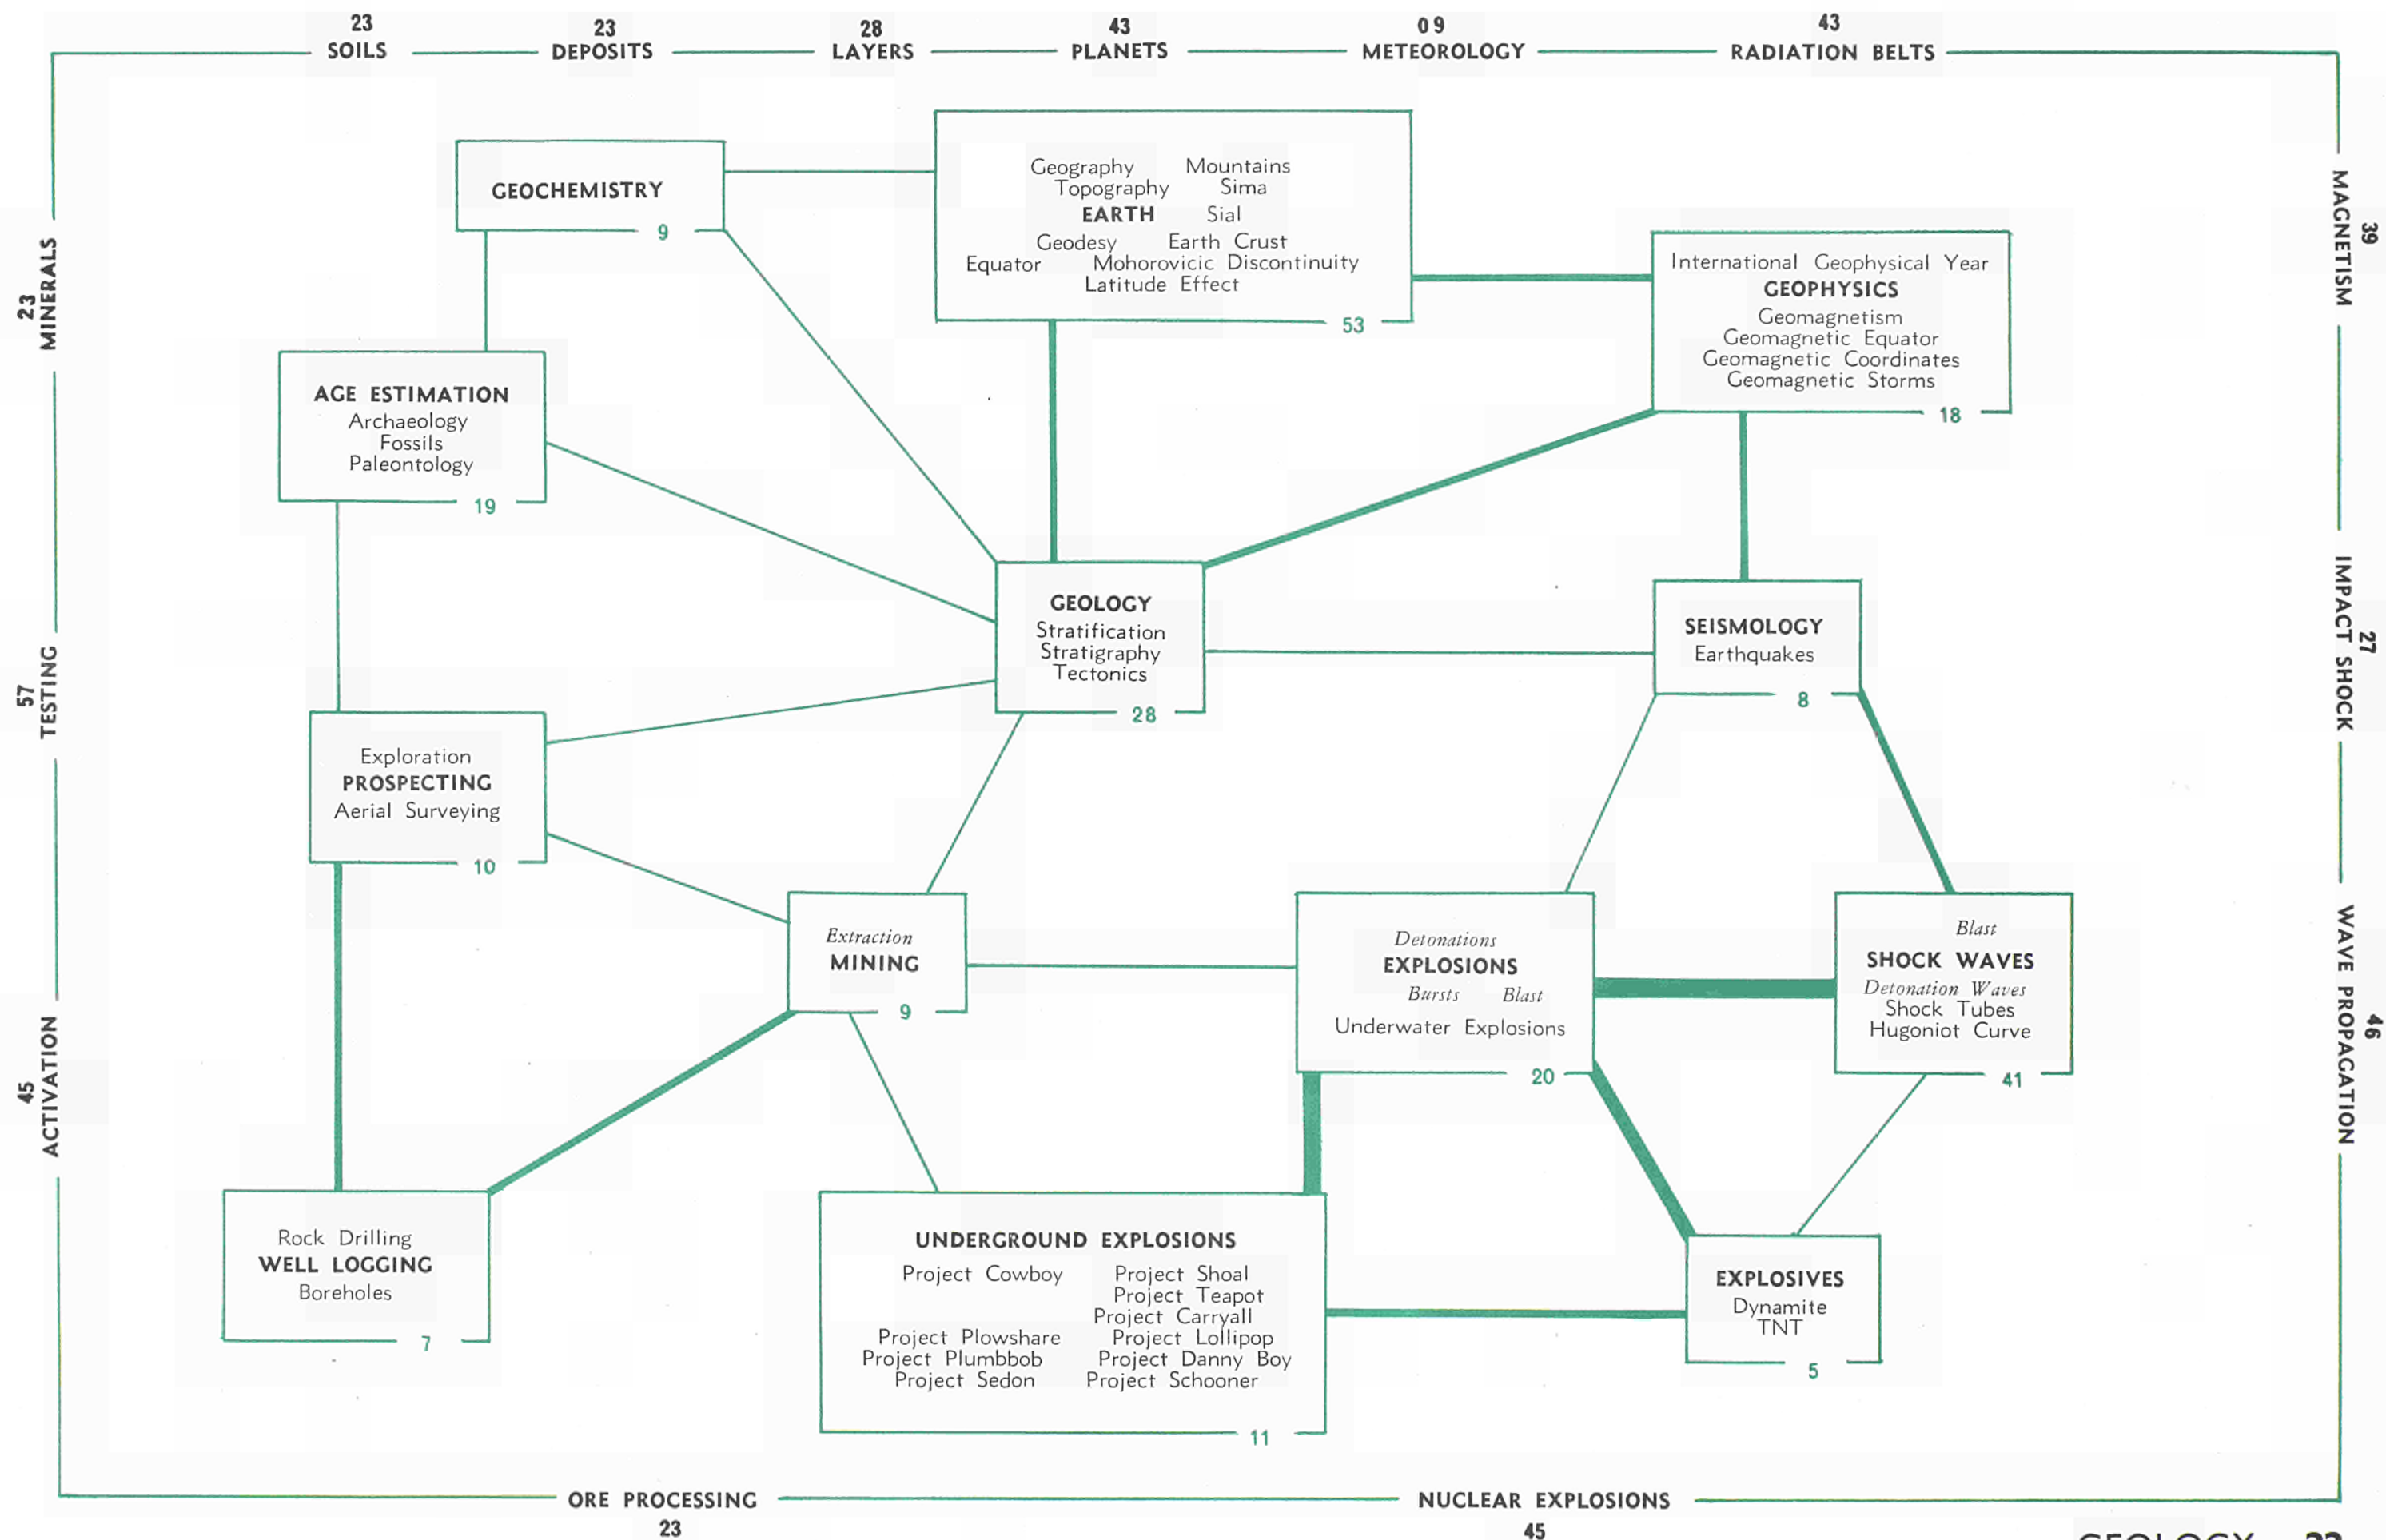 23
SOILS
23
DEPOSITS
28
LAYERS
43
PLANETS
09
METEOROLOGY
43
RADIATION BELTS
23
MINERALS
57
TESTING
45
ACTIVATION
GEOCHEMISTRY
9
Geography Mountains
Topography Sima
EARTH Sial
Geodesy Earth Crust
Equator Mohorovicic Discontinuity
Latitude Effect
53
International Geophysical Year
GEOPHYSICS
Geomagnetism
Geomagnetic Equator
Geomagnetic Coordinates
Geomagnetic Storms
18
AGE ESTIMATION
Archaeology
Fossils
Paleontology
19
GEOLOGY
Stratification
Stratigraphy
Tectonics
28
SEISMOLOGY
Earthquakes
8
Exploration
PROSPECTING
Aerial Surveying
10
Extraction
MINING
9
Detonations
EXPLOSIONS
Bursts Blast
Underwater Explosions
20
Blast
SHOCK WAVES
Detonation Waves
Shock Tubes
Hugoniot Curve
41
Rock Drilling
WELL LOGGING
Boreholes
7
UNDERGROUND EXPLOSIONS
Project Cowboy Project Shoal
Project Teapot
Project Carryall
Project Plowshare Project Lollipop
Project Plumbbob Project Danny Boy
Project Sedon Project Schooner
11
EXPLOSIVES
Dynamite
TNT
5
39
MAGNETISM
27
IMPACT SHOCK
46
WAVE PROPAGATION
ORE PROCESSING
23
NUCLEAR EXPLOSIONS
45